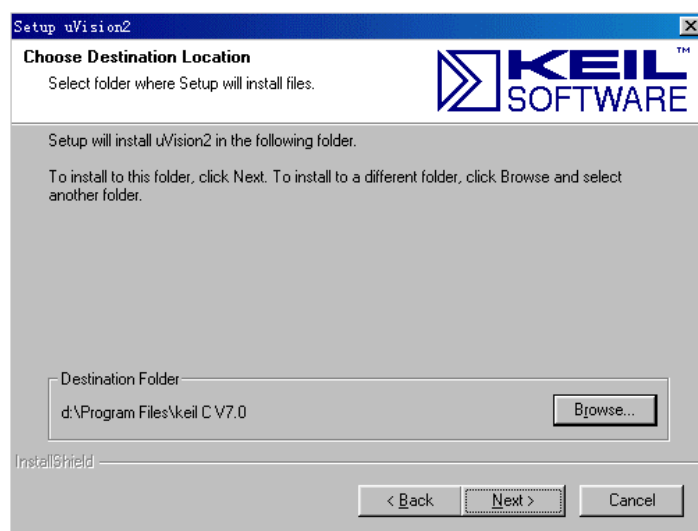 Setup uVision2
Choose Destination Location
Select folder where Setup will install files.
KEIL™
SOFTWARE
Setup will install uVision2 in the following folder.
To install to this folder, click Next. To install to a different folder, click Browse and select
another folder.
Destination Folder
d:\Program Files\keil C V7.0
Browse...
InstallShield
< Back
Next >
Cancel